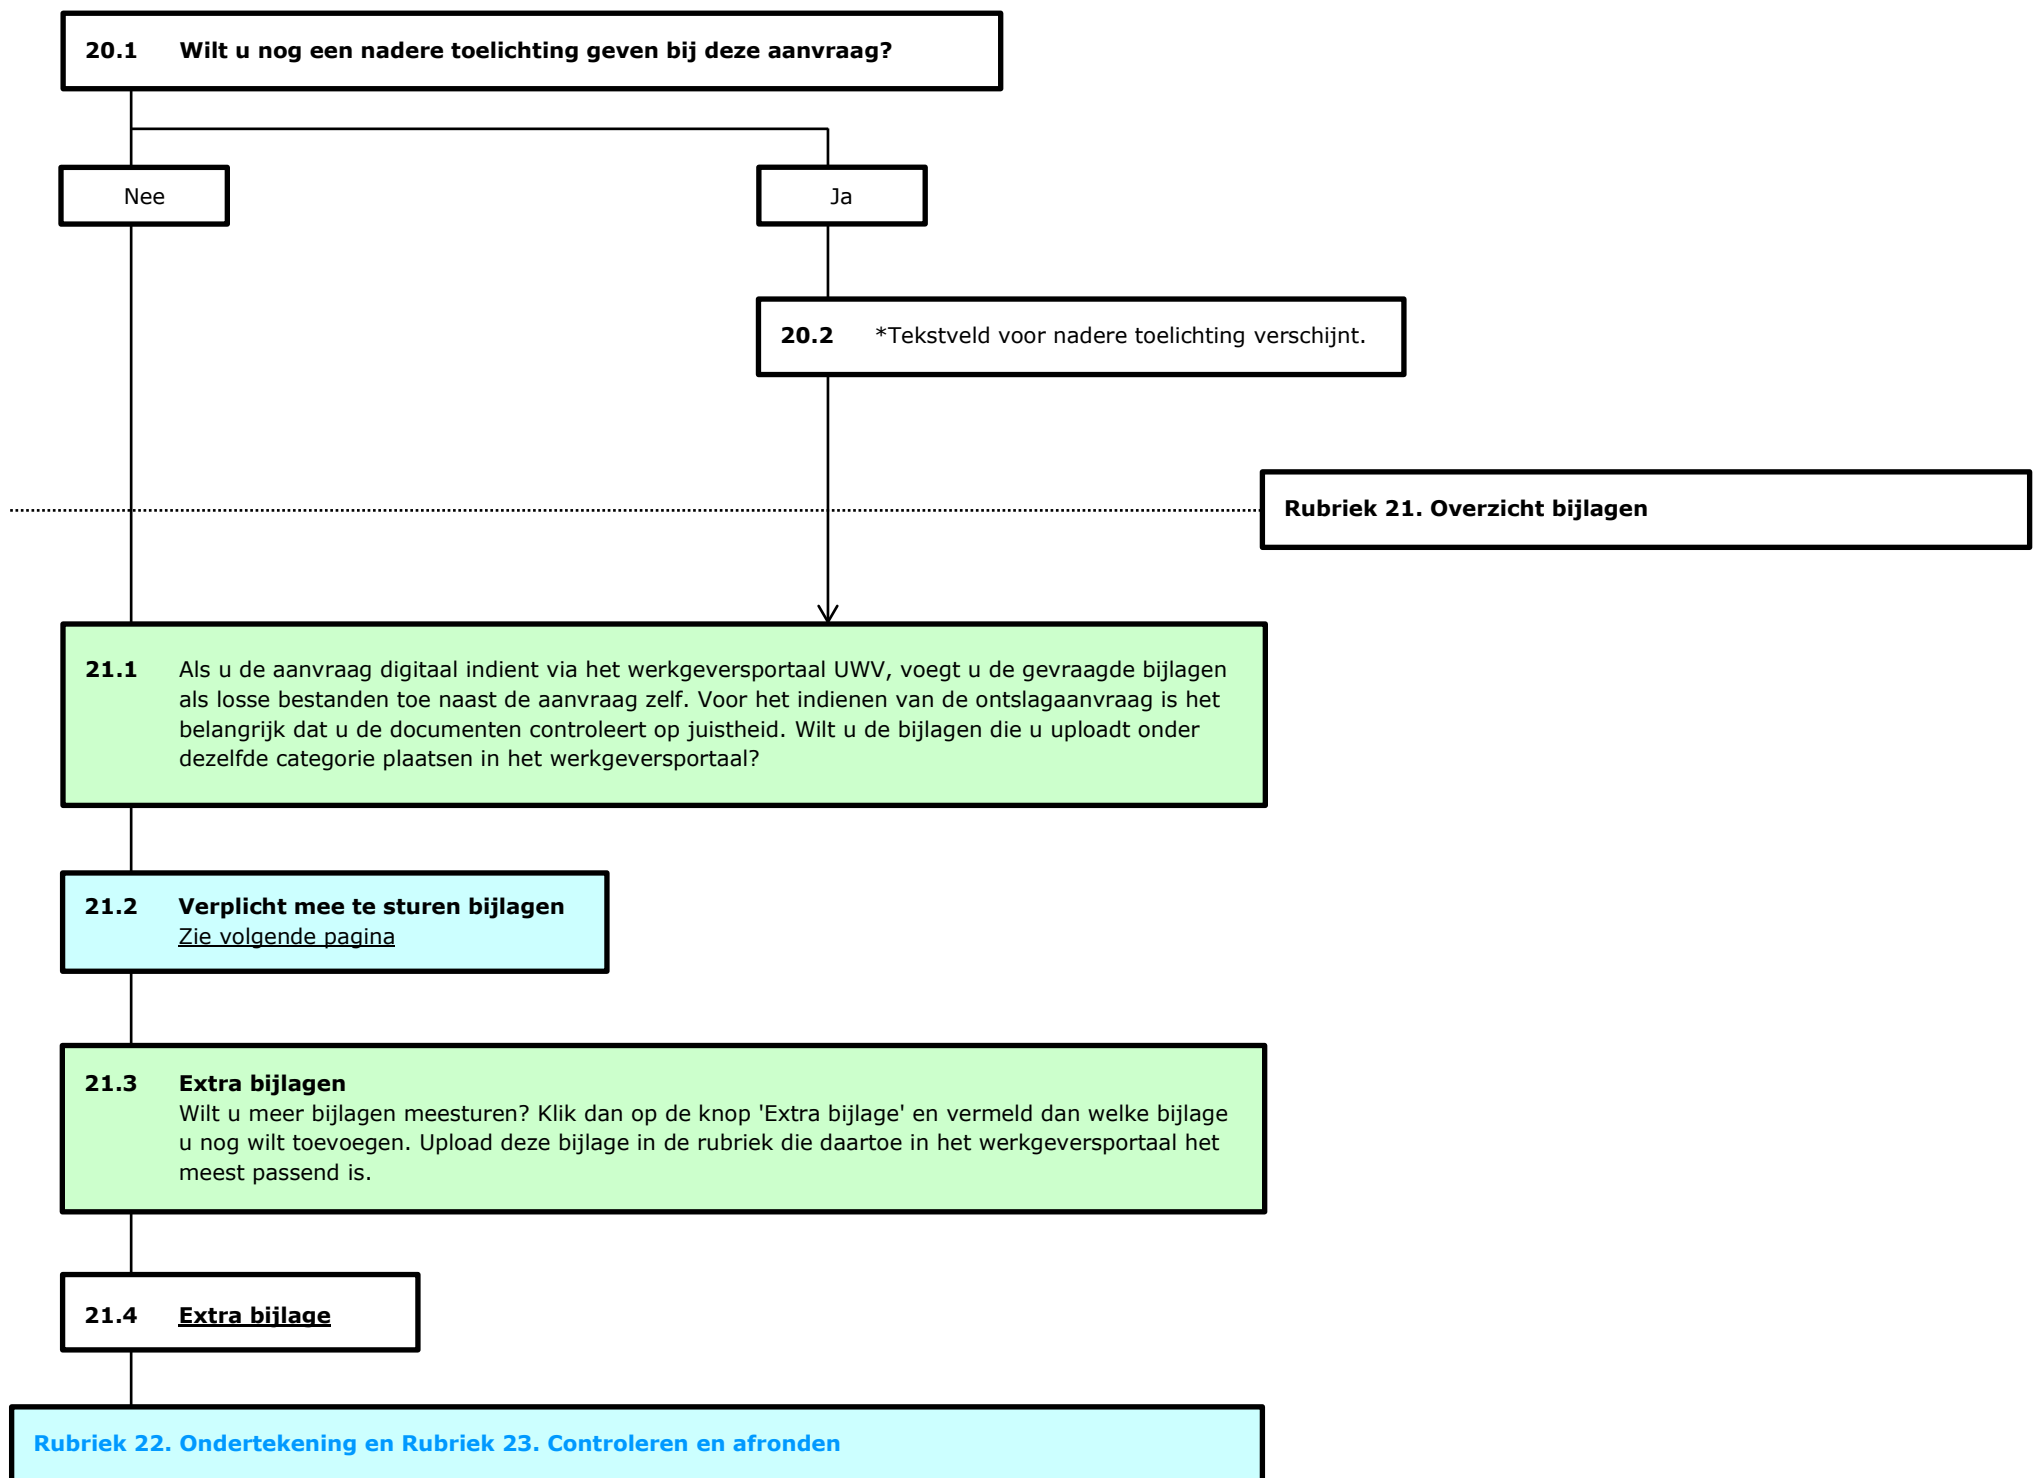 20.1 Wilt u nog een nadere toelichting geven bij deze aanvraag?
Nee
Ja
20.2 *Tekstveld voor nadere toelichting verschijnt.
Rubriek 21. Overzicht bijlagen
21.1 Als u de aanvraag digitaal indient via het werkgeversportaal UWV, voegt u de gevraagde bijlagen
als losse bestanden toe naast de aanvraag zelf. Voor het indienen van de ontslagaanvraag is het
belangrijk dat u de documenten controleert op juistheid. Wilt u de bijlagen die u uploadt onder
dezelfde categorie plaatsen in het werkgeversportaal?
21.2 Verplicht mee te sturen bijlagen
Zie volgende pagina
21.3 Extra bijlagen
Wilt u meer bijlagen meesturen? Klik dan op de knop 'Extra bijlage' en vermeld dan welke bijlage
u nog wilt toevoegen. Upload deze bijlage in de rubriek die daartoe in het werkgeversportaal het
meest passend is.
21.4 Extra bijlage
Rubriek 22. Ondertekening en Rubriek 23. Controleren en afronden